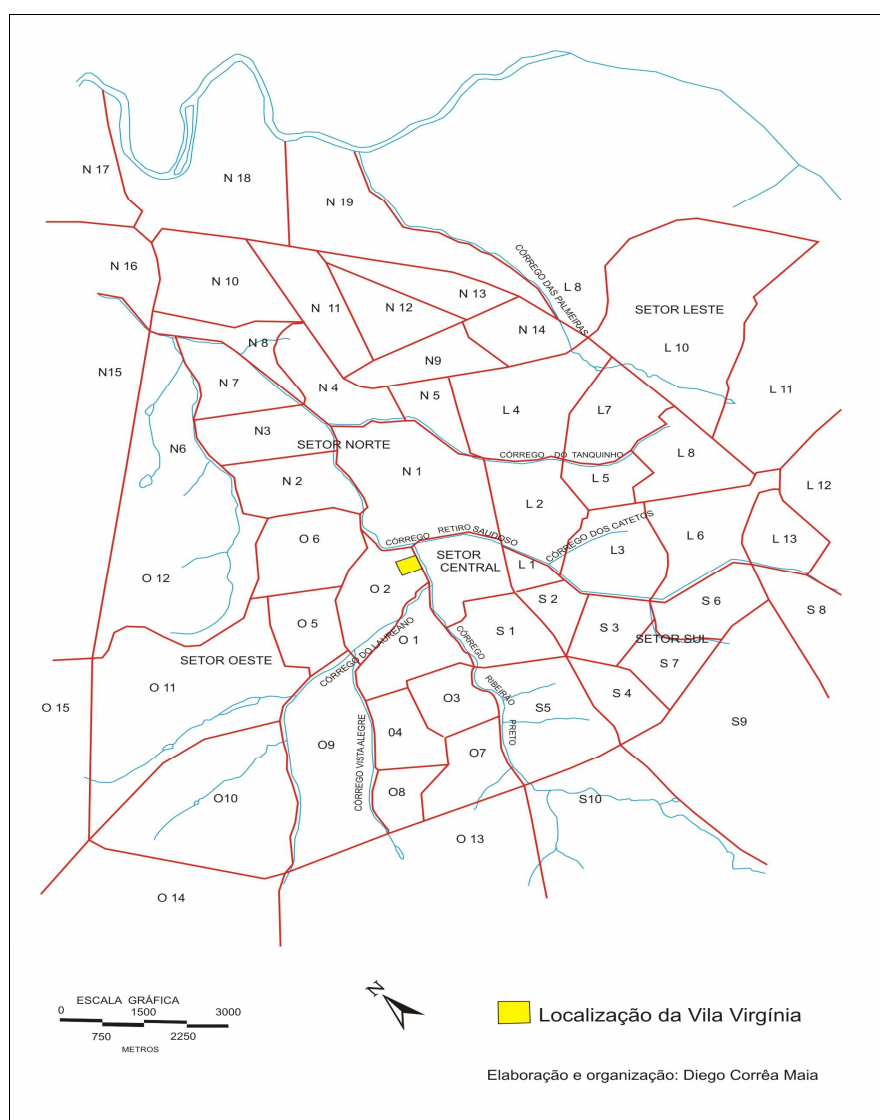 N 17
N 18
N 19
N 16
N 10
CÓRREGO DAS PALMEIRAS
L 8
N 13
N 11
N 12
SETOR LESTE
N 14
N 8
L 10
N15
N9
N 7
N 4
N 5
L 11
L 4
L7
N3
SETOR NORTE
N6
CÓRREGO DO TANQUINHO
L 8
N 1
N 2
L 5
L 12
L 2
CÓRREGO RETIRO SAUDOSO
CÓRREGO DOS CATETOS
L 6
O 6
L 13
SETOR
CENTRAL
L3
L 1
O 12
O 2
S 2
S 6
S 8
O 5
S 1
S 3
O 1
SETOR SUL
SETOR OESTE
CÓRREGO DO LAUREANO
CÓRREGO RIBEIRÃO PRETO
S 7
O 11
O3
S 4
O 15
S5
S9
04
CÓRREGO VISTA ALEGRE
O9
O7
O10
O8
S10
O 13
O 14
N
ESCALA GRÁFICA
0 1500 3000
750 2250
METROS
Localização da Vila Virgínia
Elaboração e organização: Diego Corrêa Maia